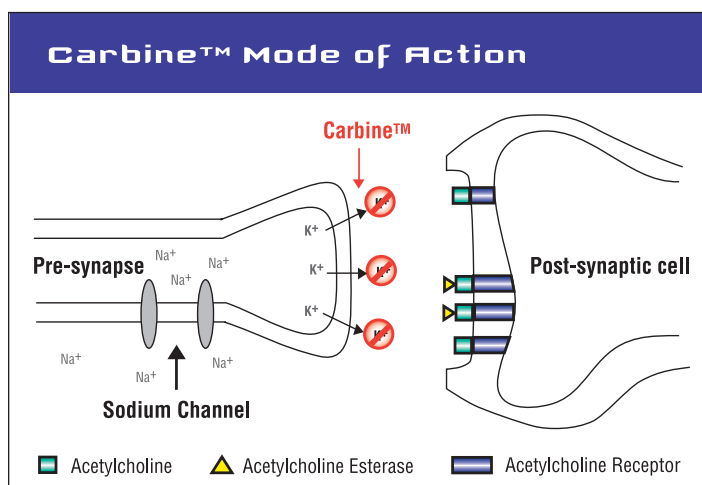 Carbine™ Mode of Action
Carbine™
K⁺
K⁺
Na⁺
Pre-synapse
Na⁺
Na⁺
K⁺
K⁺
Post-synaptic cell
K⁺
K⁺
Na⁺
Na⁺
Na⁺
Sodium Channel
Acetylcholine
Acetylcholine Esterase
Acetylcholine Receptor